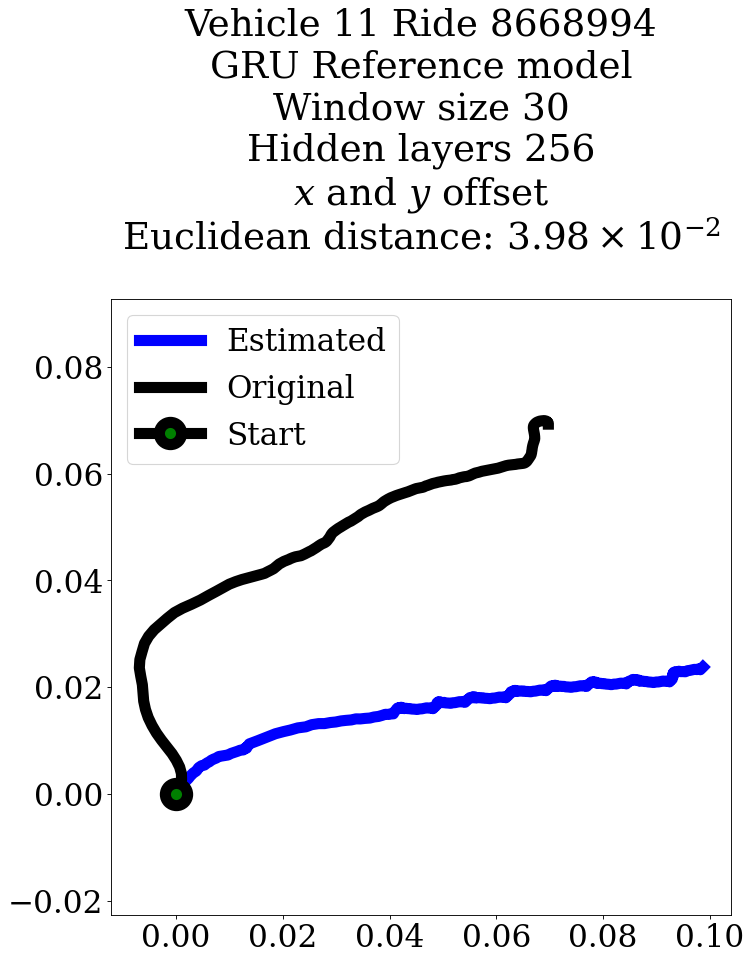 Vehicle 11 Ride 8668994
GRU Reference model
Window size 30
Hidden layers 256
x and y offset
Euclidean distance: 3.98 × 10⁻²
Estimated
Original
Start
0.08
0.06
0.04
0.02
0.00
−0.02
0.00 0.02 0.04 0.06 0.08 0.10